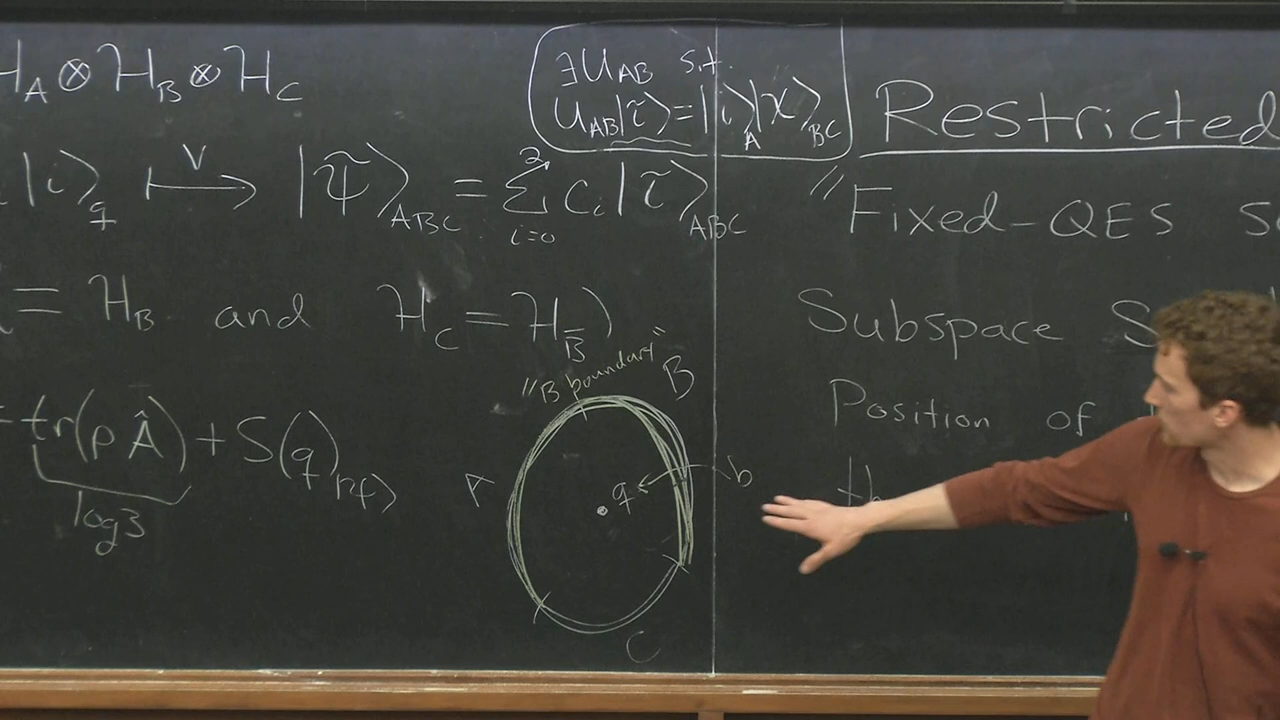 H_A ⊗ H_B ⊗ H_C
|i⟩_q ⟼^V |ψ̃⟩_ABC = Σ_{i=0}^{2} c_i |ĩ⟩_ABC
= H_B and H_C = H_B̄)
tr(ρ Â) + S(q)
log3
∃U_AB s.t.
U_AB|ĩ⟩ = |i⟩_A|χ⟩_BC
"B boundary"
B
A
q
b
C
Restricted
"Fixed-QES
Subspace
Position of